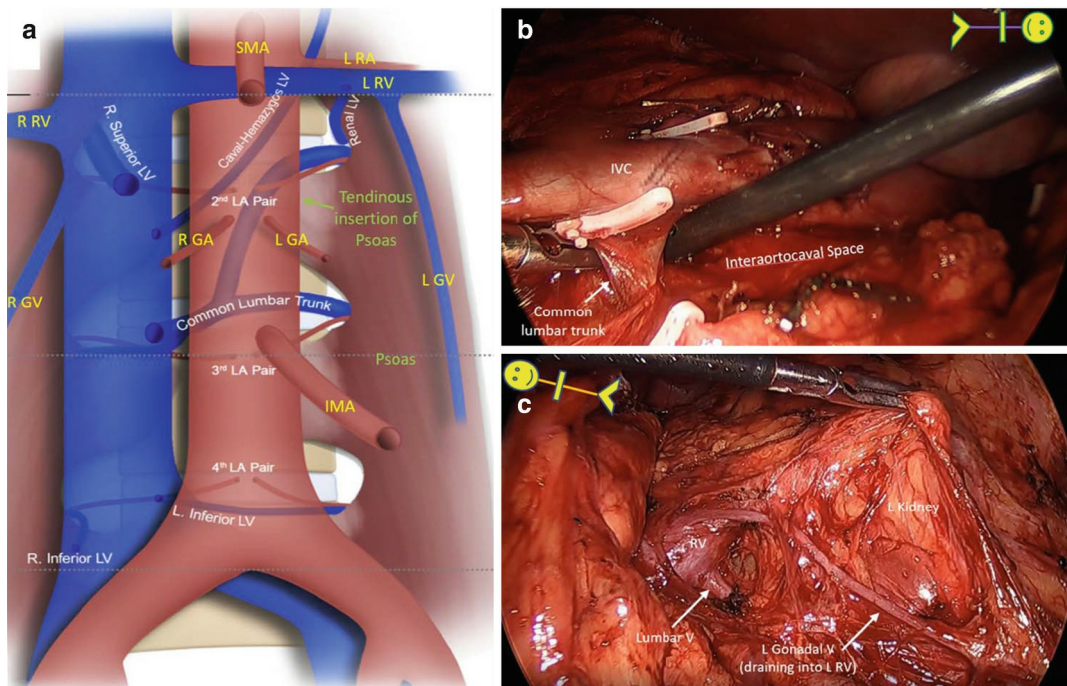 a
SMA
L RA
L RV
R RV
R. Superior LV
Caval-Hemazygos LV
Renal LV
2nd LA Pair
Tendinous
insertion of
Psoas
R GA
L GA
R GV
L GV
Common Lumbar Trunk
Psoas
3rd LA Pair
IMA
4th LA Pair
L. Inferior LV
R. Inferior LV
b
IVC
Interaortocaval Space
Common
lumbar trunk
c
L Kidney
RV
Lumbar V
L Gonadal V
(draining into L RV)